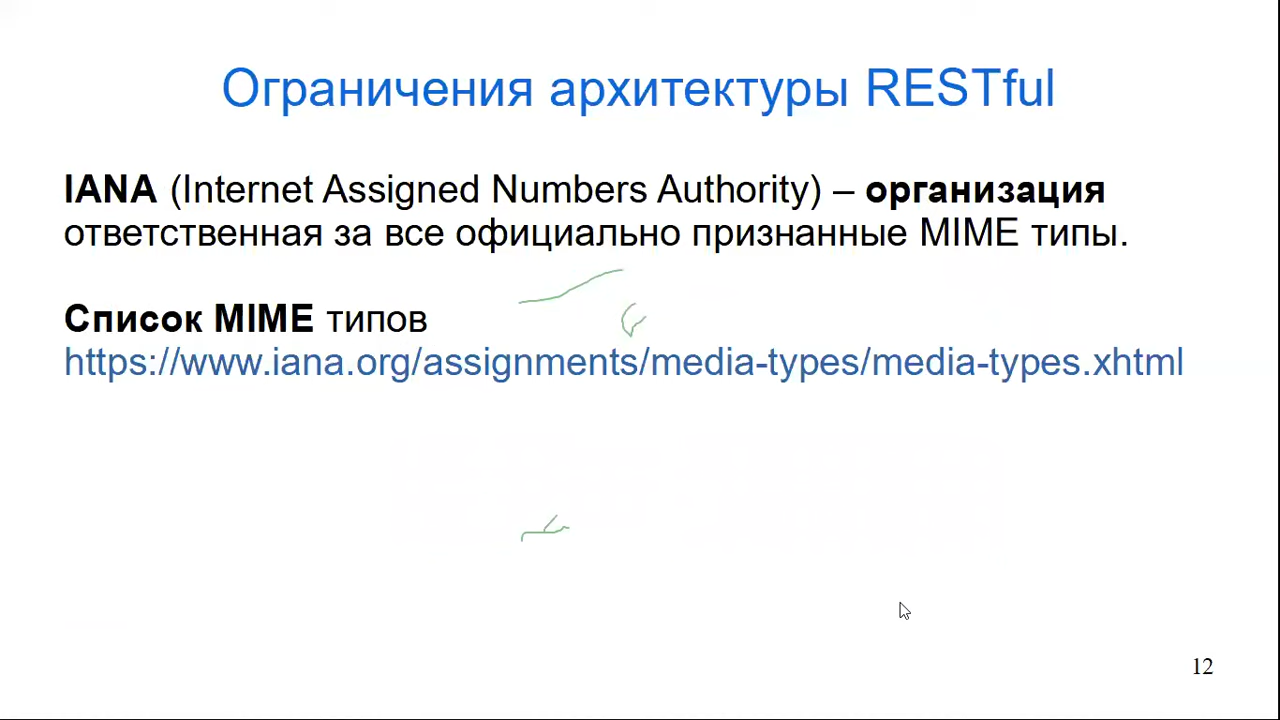 Ограничения архитектуры RESTful
IANA (Internet Assigned Numbers Authority) – организация
ответственная за все официально признанные MIME типы.
Список MIME типов
https://www.iana.org/assignments/media-types/media-types.xhtml
12